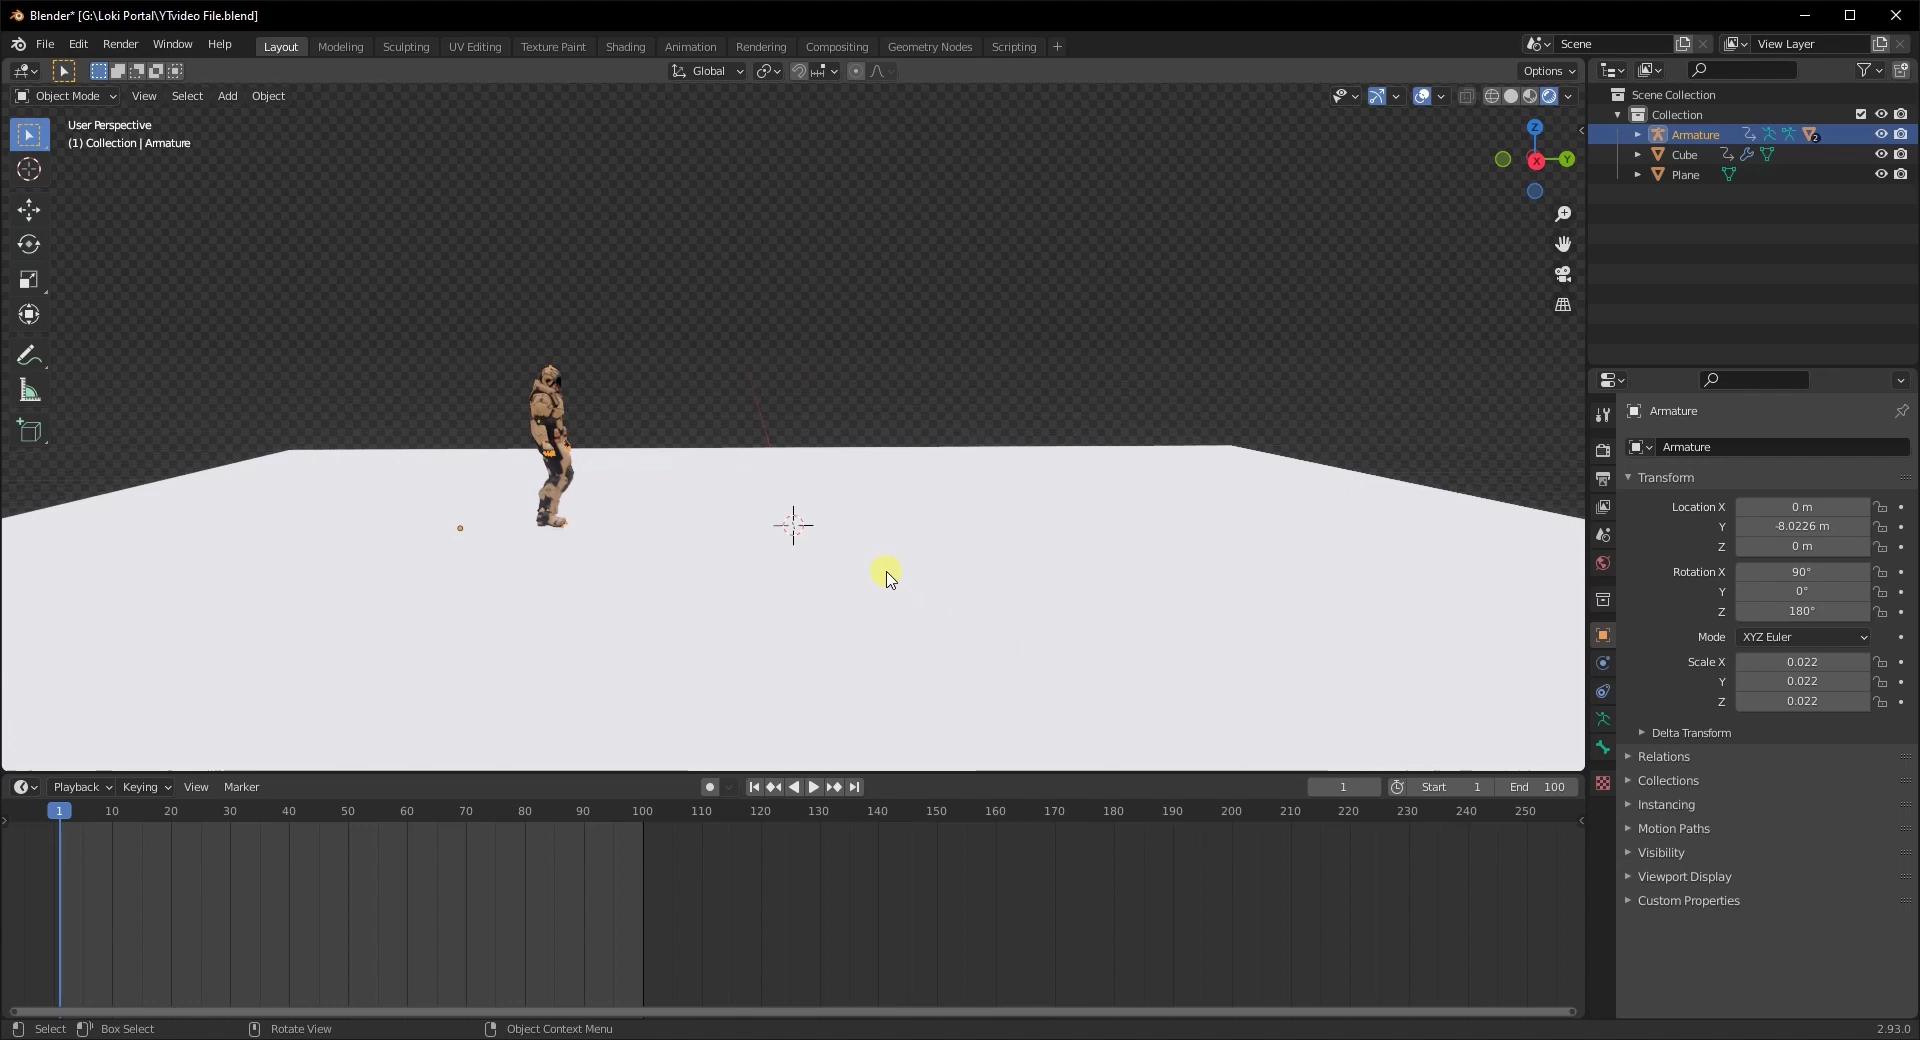 Blender* [G:\Loki Portal\YTvideo File.blend]
File Edit Render Window Help Layout Modeling Sculpting UV Editing Texture Paint Shading Animation Rendering Compositing Geometry Nodes Scripting + Scene View Layer
Global Options
Object Mode View Select Add Object
User Perspective
(1) Collection | Armature
Z
Y
X
Scene Collection
Collection
Armature 2
Cube
Plane
Armature
Armature
Transform
Location X 0 m
Y -8.0226 m
Z 0 m
Rotation X 90°
Y 0°
Z 180°
Mode XYZ Euler
Scale X 0.022
Y 0.022
Z 0.022
Delta Transform
Relations
Collections
Instancing
Motion Paths
Visibility
Viewport Display
Custom Properties
Playback Keying View Marker 1 Start 1 End 100
1 10 20 30 40 50 60 70 80 90 100 110 120 130 140 150 160 170 180 190 200 210 220 230 240 250
Select Box Select Rotate View Object Context Menu 2.93.0